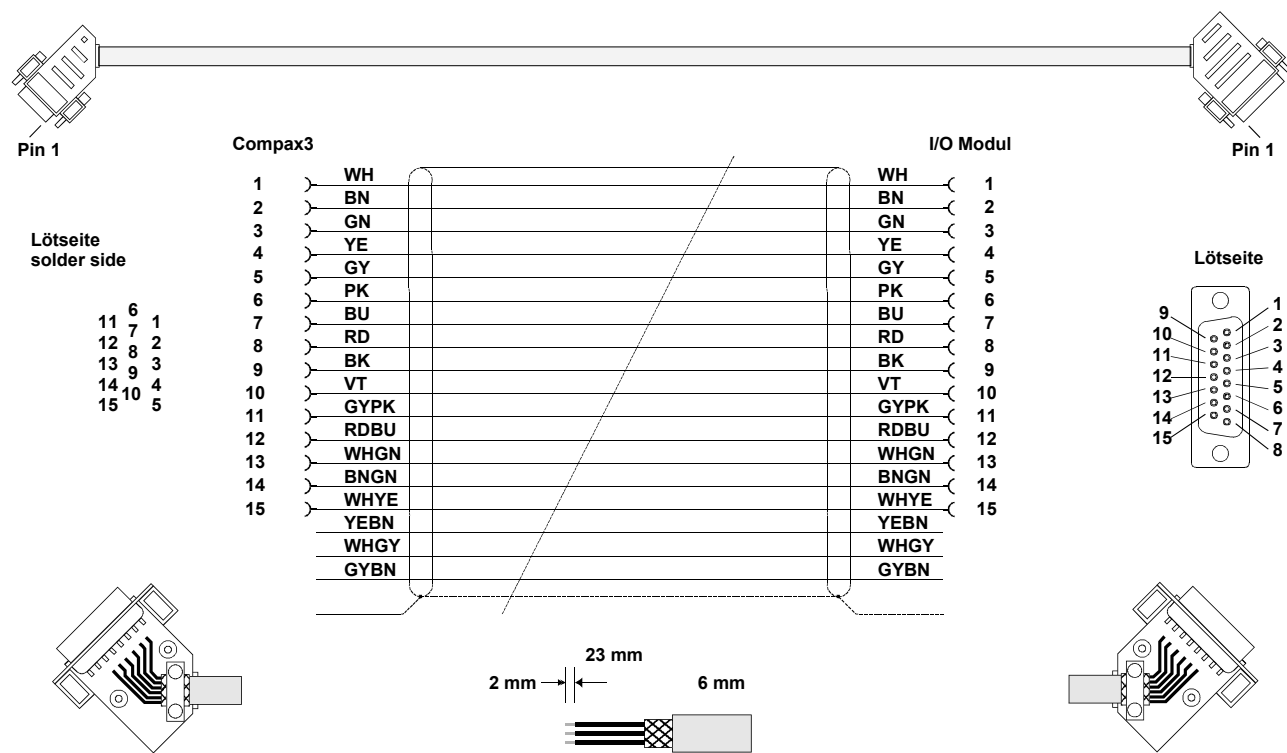 Pin 1
Pin 1
Compax3
I/O Modul
1 WH WH 1
2 BN BN 2
3 GN GN 3
4 YE YE 4
5 GY GY 5
6 PK PK 6
7 BU BU 7
8 RD RD 8
9 BK BK 9
10 VT VT 10
11 GYPK GYPK 11
12 RDBU RDBU 12
13 WHGN WHGN 13
14 BNGN BNGN 14
15 WHYE WHYE 15
YEBN YEBN
WHGY WHGY
GYBN GYBN
Lötseite
solder side
6
11 1
7
12 2
8
13 3
9
14 4
10
15 5
Lötseite
1
9
2
10
3
11
4
12
5
13
6
14
7
15
8
23 mm
2 mm
6 mm